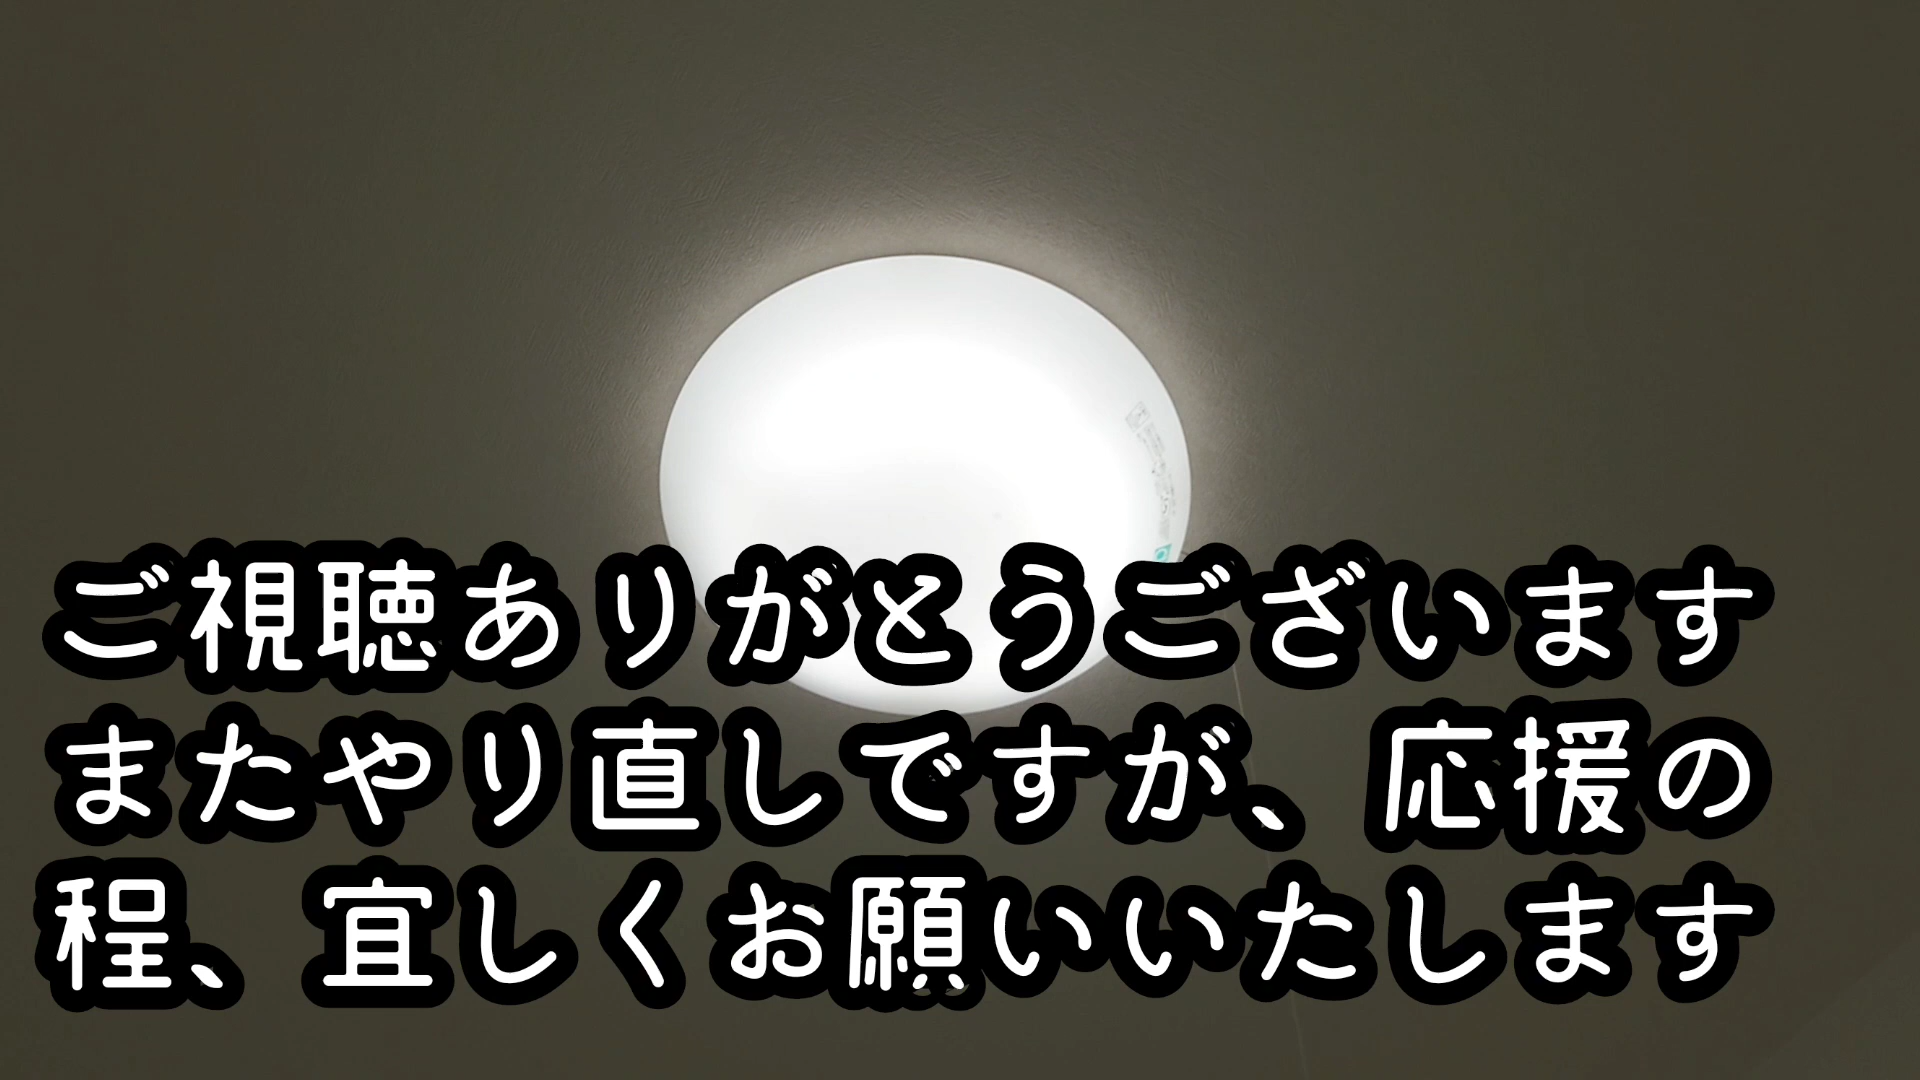 ご視聴ありがとうございます
またやり直しですが、応援の
程、宜しくお願いいたします